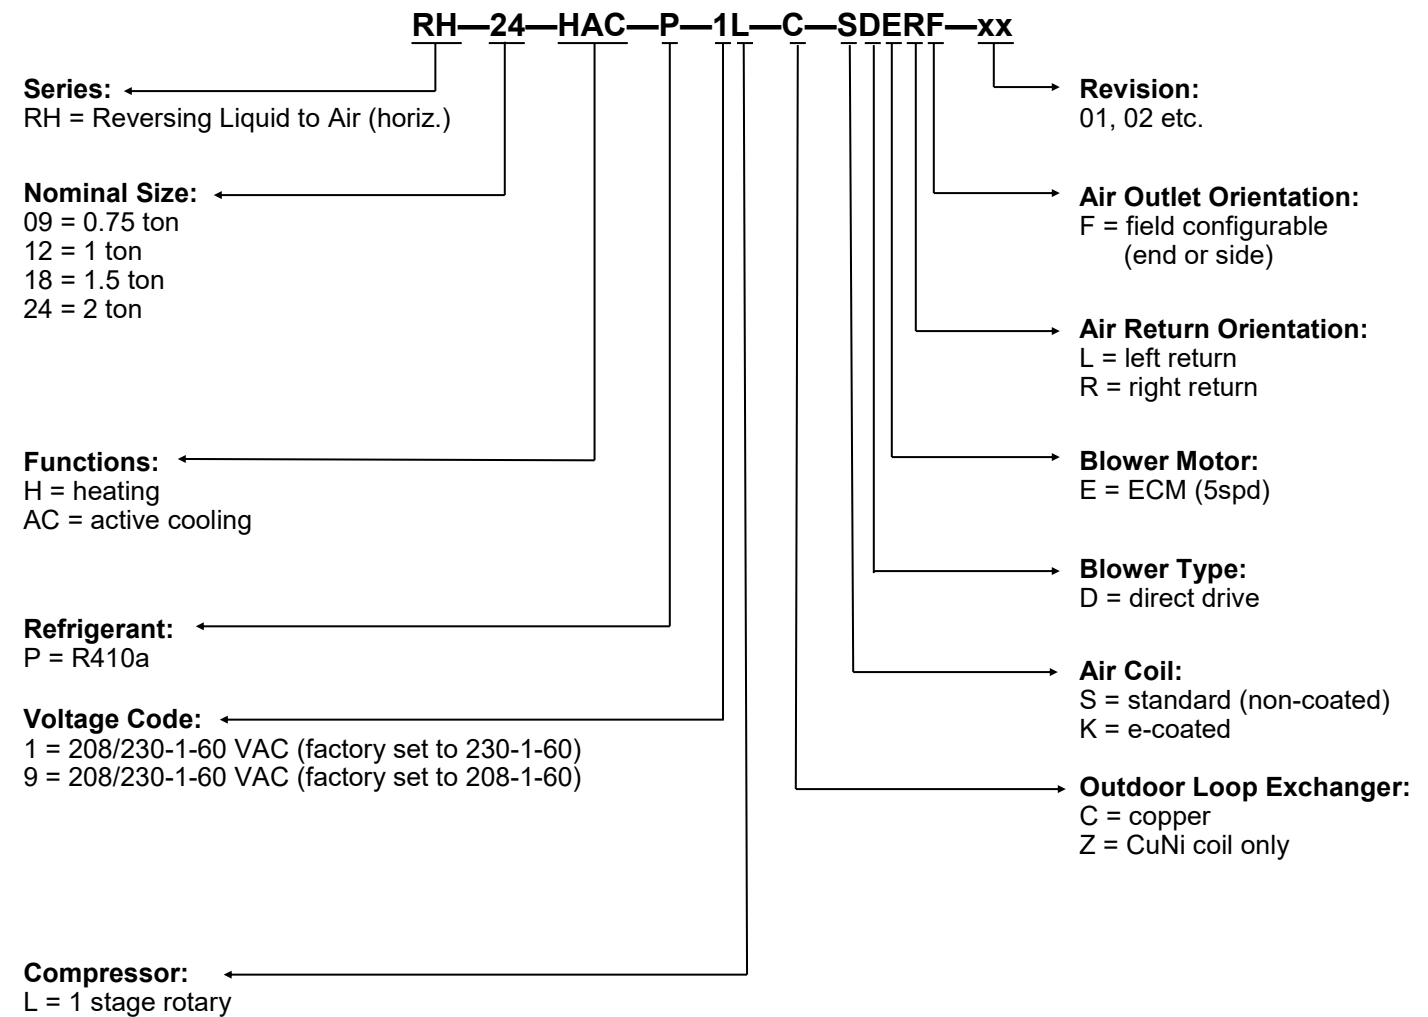 RH—24—HAC—P—1L—C—SDERF—xx
Series:
RH = Reversing Liquid to Air (horiz.)
Nominal Size:
09 = 0.75 ton
12 = 1 ton
18 = 1.5 ton
24 = 2 ton
Functions:
H = heating
AC = active cooling
Refrigerant:
P = R410a
Voltage Code:
1 = 208/230-1-60 VAC (factory set to 230-1-60)
9 = 208/230-1-60 VAC (factory set to 208-1-60)
Compressor:
L = 1 stage rotary
Revision:
01, 02 etc.
Air Outlet Orientation:
F = field configurable
(end or side)
Air Return Orientation:
L = left return
R = right return
Blower Motor:
E = ECM (5spd)
Blower Type:
D = direct drive
Air Coil:
S = standard (non-coated)
K = e-coated
Outdoor Loop Exchanger:
C = copper
Z = CuNi coil only